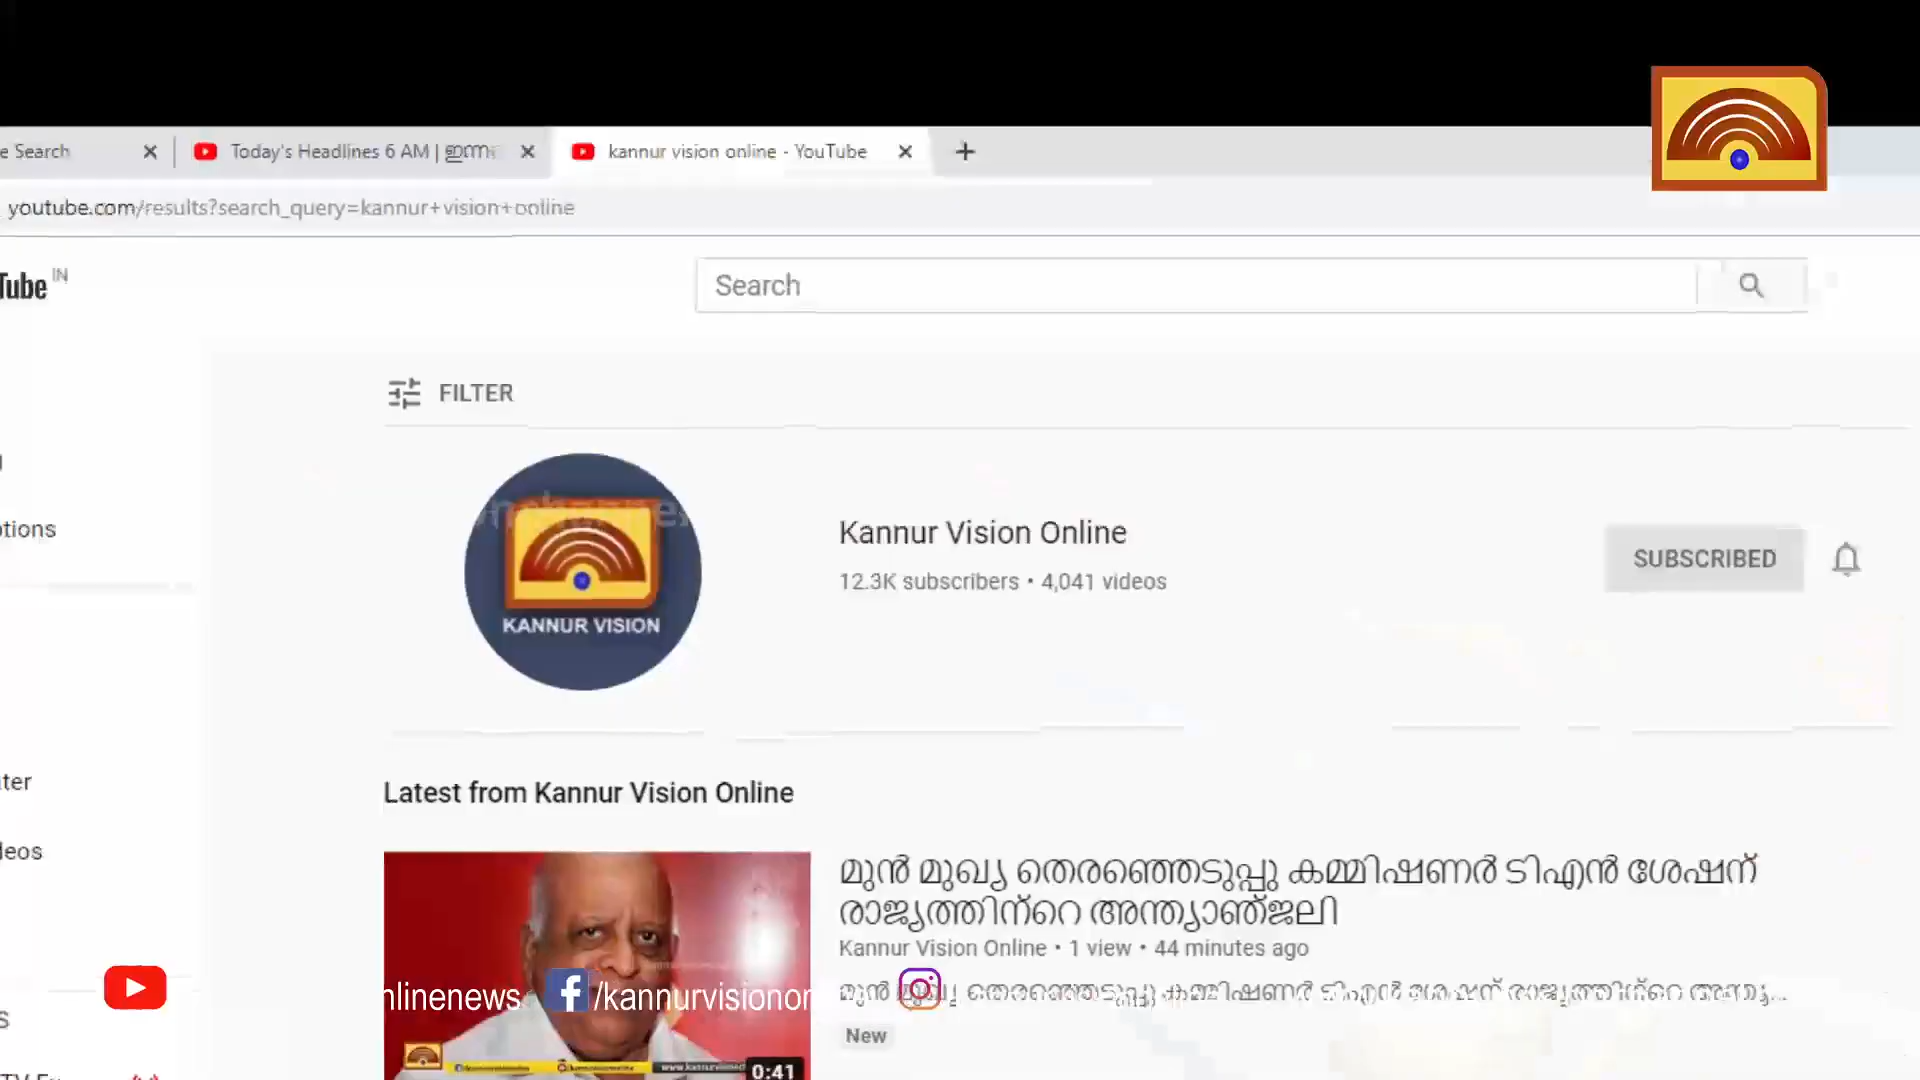 e Search
Today's Headlines 6 AM |
kannur vision online - YouTube
youtube.com/results?search_query=kannur+vision+online
Tube IN
Search
FILTER
KANNUR VISION
Kannur Vision Online
12.3K subscribers • 4,041 videos
SUBSCRIBED
Latest from Kannur Vision Online
മുൻ മുഖ്യ തെരഞ്ഞെടുപ്പു കമ്മിഷണർ ടിഎൻ ശേഷന്
രാജ്യത്തിന്റെ അന്ത്യാഞ്ജലി
Kannur Vision Online • 1 view • 44 minutes ago
nlinenews
/kannurvisionon
New
0:41